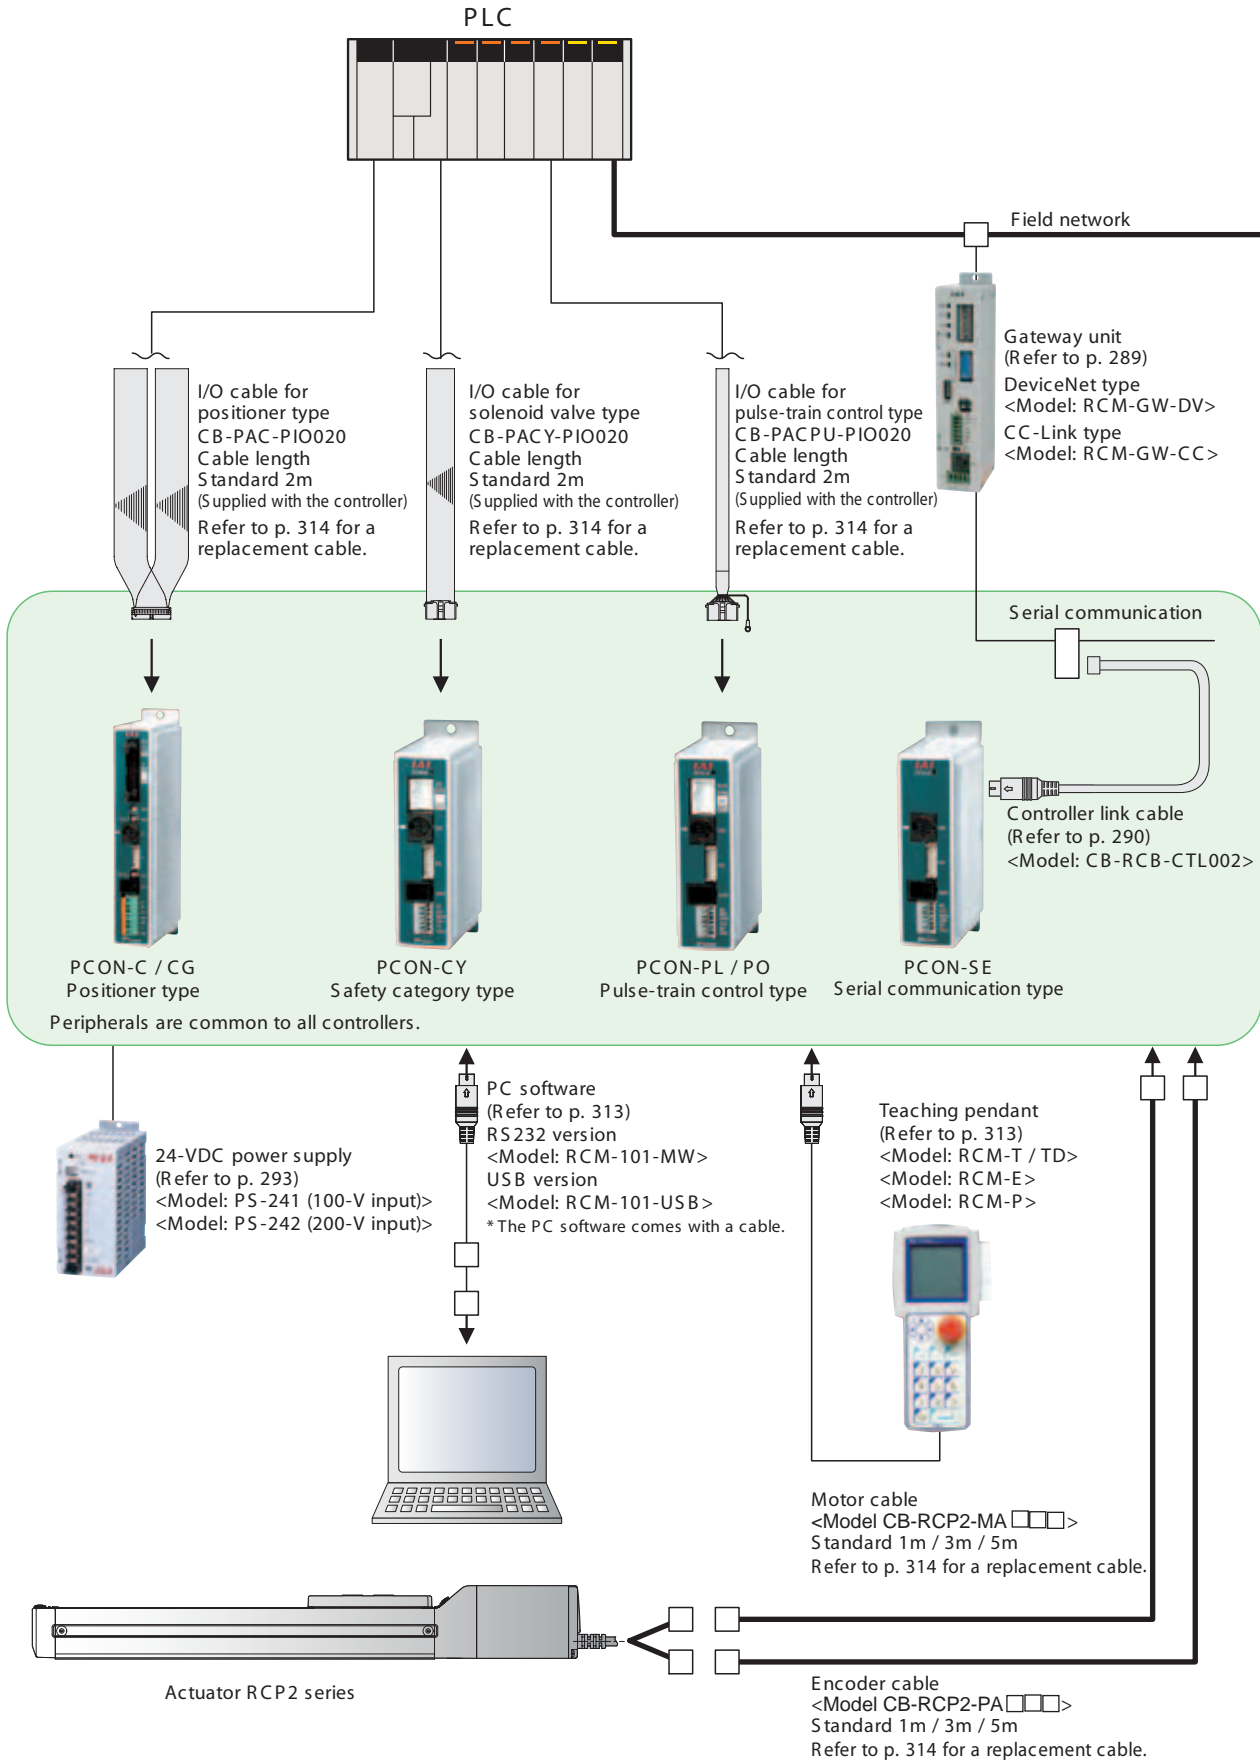 PLC
Field network
Gateway unit
(Refer to p. 289)
DeviceNet type
<Model: RCM-GW-DV>
CC-Link type
<Model: RCM-GW-CC>
I/O cable for
positioner type
CB-PAC-PIO020
Cable length
Standard 2m
(Supplied with the controller)
Refer to p. 314 for a
replacement cable.
I/O cable for
solenoid valve type
CB-PACY-PIO020
Cable length
Standard 2m
(Supplied with the controller)
Refer to p. 314 for a
replacement cable.
I/O cable for
pulse-train control type
CB-PACPU-PIO020
Cable length
Standard 2m
(Supplied with the controller)
Refer to p. 314 for a
replacement cable.
Serial communication
Controller link cable
(Refer to p. 290)
<Model: CB-RCB-CTL002>
PCON-C / CG
Positioner type
PCON-CY
Safety category type
PCON-PL / PO
Pulse-train control type
PCON-SE
Serial communication type
Peripherals are common to all controllers.
24-VDC power supply
(Refer to p. 293)
<Model: PS-241 (100-V input)>
<Model: PS-242 (200-V input)>
PC software
(Refer to p. 313)
RS232 version
<Model: RCM-101-MW>
USB version
<Model: RCM-101-USB>
* The PC software comes with a cable.
Teaching pendant
(Refer to p. 313)
<Model: RCM-T / TD>
<Model: RCM-E>
<Model: RCM-P>
Motor cable
<Model CB-RCP2-MA□□□>
Standard 1m / 3m / 5m
Refer to p. 314 for a replacement cable.
Actuator RCP2 series
Encoder cable
<Model CB-RCP2-PA□□□>
Standard 1m / 3m / 5m
Refer to p. 314 for a replacement cable.